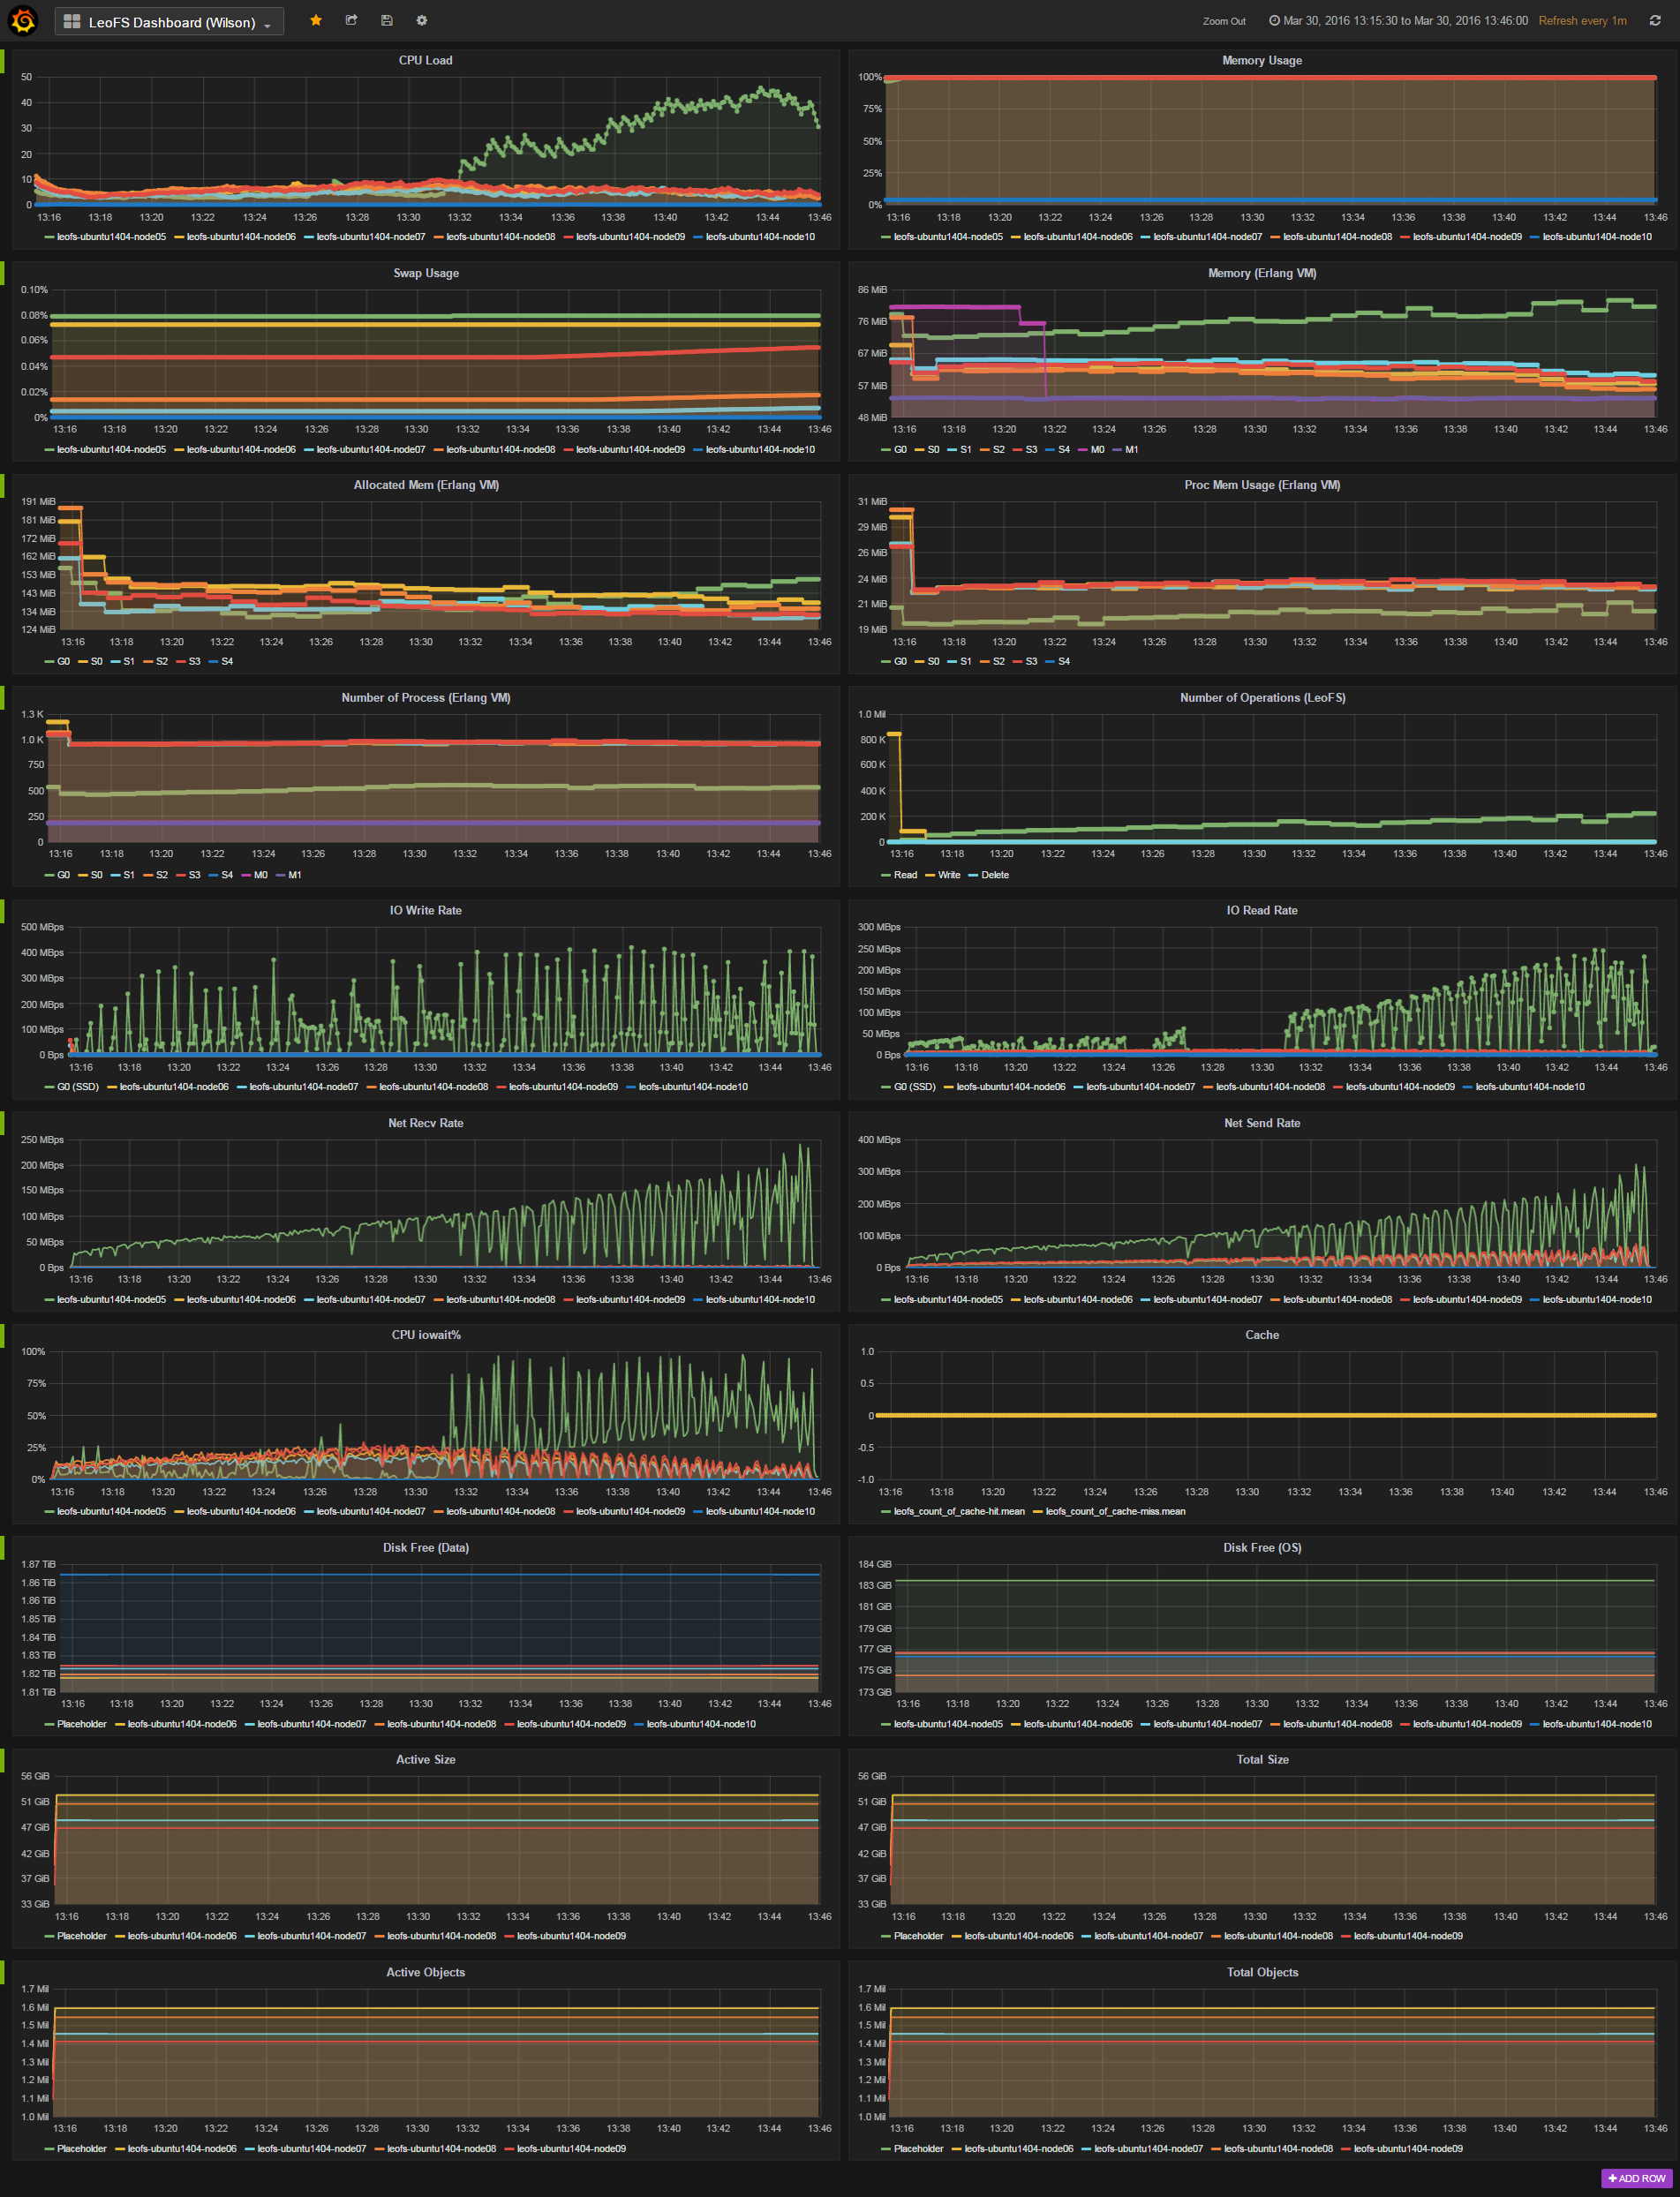 LeoFS Dashboard (Wilson)
Zoom Out Mar 30, 2016 13:15:30 to Mar 30, 2016 13:46:00 Refresh every 1m
CPU Load
50
40
30
20
10
0
13:16 13:18 13:20 13:22 13:24 13:26 13:28 13:30 13:32 13:34 13:36 13:38 13:40 13:42 13:44 13:46
leofs-ubuntu1404-node05 leofs-ubuntu1404-node06 leofs-ubuntu1404-node07 leofs-ubuntu1404-node08 leofs-ubuntu1404-node09 leofs-ubuntu1404-node10
Memory Usage
100%
75%
50%
25%
0%
13:16 13:18 13:20 13:22 13:24 13:26 13:28 13:30 13:32 13:34 13:36 13:38 13:40 13:42 13:44 13:46
leofs-ubuntu1404-node05 leofs-ubuntu1404-node06 leofs-ubuntu1404-node07 leofs-ubuntu1404-node08 leofs-ubuntu1404-node09 leofs-ubuntu1404-node10
Swap Usage
0.10%
0.08%
0.06%
0.04%
0.02%
0%
13:16 13:18 13:20 13:22 13:24 13:26 13:28 13:30 13:32 13:34 13:36 13:38 13:40 13:42 13:44 13:46
leofs-ubuntu1404-node05 leofs-ubuntu1404-node06 leofs-ubuntu1404-node07 leofs-ubuntu1404-node08 leofs-ubuntu1404-node09 leofs-ubuntu1404-node10
Memory (Erlang VM)
86 MiB
76 MiB
67 MiB
57 MiB
48 MiB
13:16 13:18 13:20 13:22 13:24 13:26 13:28 13:30 13:32 13:34 13:36 13:38 13:40 13:42 13:44 13:46
G0 S0 S1 S2 S3 S4 M0 M1
Allocated Mem (Erlang VM)
191 MiB
181 MiB
172 MiB
162 MiB
153 MiB
143 MiB
134 MiB
124 MiB
13:16 13:18 13:20 13:22 13:24 13:26 13:28 13:30 13:32 13:34 13:36 13:38 13:40 13:42 13:44 13:46
G0 S0 S1 S2 S3 S4
Proc Mem Usage (Erlang VM)
31 MiB
29 MiB
26 MiB
24 MiB
21 MiB
19 MiB
13:16 13:18 13:20 13:22 13:24 13:26 13:28 13:30 13:32 13:34 13:36 13:38 13:40 13:42 13:44 13:46
G0 S0 S1 S2 S3 S4
Number of Process (Erlang VM)
1.3 K
1.0 K
750
500
250
0
13:16 13:18 13:20 13:22 13:24 13:26 13:28 13:30 13:32 13:34 13:36 13:38 13:40 13:42 13:44 13:46
G0 S0 S1 S2 S3 S4 M0 M1
Number of Operations (LeoFS)
1.0 Mil
800 K
600 K
400 K
200 K
0
13:16 13:18 13:20 13:22 13:24 13:26 13:28 13:30 13:32 13:34 13:36 13:38 13:40 13:42 13:44 13:46
Read Write Delete
IO Write Rate
500 MBps
400 MBps
300 MBps
200 MBps
100 MBps
0 Bps
13:16 13:18 13:20 13:22 13:24 13:26 13:28 13:30 13:32 13:34 13:36 13:38 13:40 13:42 13:44 13:46
G0 (SSD) leofs-ubuntu1404-node06 leofs-ubuntu1404-node07 leofs-ubuntu1404-node08 leofs-ubuntu1404-node09 leofs-ubuntu1404-node10
IO Read Rate
300 MBps
250 MBps
200 MBps
150 MBps
100 MBps
50 MBps
0 Bps
13:16 13:18 13:20 13:22 13:24 13:26 13:28 13:30 13:32 13:34 13:36 13:38 13:40 13:42 13:44 13:46
G0 (SSD) leofs-ubuntu1404-node06 leofs-ubuntu1404-node07 leofs-ubuntu1404-node08 leofs-ubuntu1404-node09 leofs-ubuntu1404-node10
Net Recv Rate
250 MBps
200 MBps
150 MBps
100 MBps
50 MBps
0 Bps
13:16 13:18 13:20 13:22 13:24 13:26 13:28 13:30 13:32 13:34 13:36 13:38 13:40 13:42 13:44 13:46
leofs-ubuntu1404-node05 leofs-ubuntu1404-node06 leofs-ubuntu1404-node07 leofs-ubuntu1404-node08 leofs-ubuntu1404-node09 leofs-ubuntu1404-node10
Net Send Rate
400 MBps
300 MBps
200 MBps
100 MBps
0 Bps
13:16 13:18 13:20 13:22 13:24 13:26 13:28 13:30 13:32 13:34 13:36 13:38 13:40 13:42 13:44 13:46
leofs-ubuntu1404-node05 leofs-ubuntu1404-node06 leofs-ubuntu1404-node07 leofs-ubuntu1404-node08 leofs-ubuntu1404-node09 leofs-ubuntu1404-node10
CPU iowait%
100%
75%
50%
25%
0%
13:16 13:18 13:20 13:22 13:24 13:26 13:28 13:30 13:32 13:34 13:36 13:38 13:40 13:42 13:44 13:46
leofs-ubuntu1404-node05 leofs-ubuntu1404-node06 leofs-ubuntu1404-node07 leofs-ubuntu1404-node08 leofs-ubuntu1404-node09 leofs-ubuntu1404-node10
Cache
1.0
0.5
0
-0.5
-1.0
13:16 13:18 13:20 13:22 13:24 13:26 13:28 13:30 13:32 13:34 13:36 13:38 13:40 13:42 13:44 13:46
leofs_count_of_cache-hit.mean leofs_count_of_cache-miss.mean
Disk Free (Data)
1.87 TiB
1.86 TiB
1.86 TiB
1.85 TiB
1.84 TiB
1.83 TiB
1.82 TiB
1.81 TiB
13:16 13:18 13:20 13:22 13:24 13:26 13:28 13:30 13:32 13:34 13:36 13:38 13:40 13:42 13:44 13:46
Placeholder leofs-ubuntu1404-node06 leofs-ubuntu1404-node07 leofs-ubuntu1404-node08 leofs-ubuntu1404-node09 leofs-ubuntu1404-node10
Disk Free (OS)
184 GiB
183 GiB
181 GiB
179 GiB
177 GiB
175 GiB
173 GiB
13:16 13:18 13:20 13:22 13:24 13:26 13:28 13:30 13:32 13:34 13:36 13:38 13:40 13:42 13:44 13:46
leofs-ubuntu1404-node05 leofs-ubuntu1404-node06 leofs-ubuntu1404-node07 leofs-ubuntu1404-node08 leofs-ubuntu1404-node09 leofs-ubuntu1404-node10
Active Size
56 GiB
51 GiB
47 GiB
42 GiB
37 GiB
33 GiB
13:16 13:18 13:20 13:22 13:24 13:26 13:28 13:30 13:32 13:34 13:36 13:38 13:40 13:42 13:44 13:46
Placeholder leofs-ubuntu1404-node06 leofs-ubuntu1404-node07 leofs-ubuntu1404-node08 leofs-ubuntu1404-node09
Total Size
56 GiB
51 GiB
47 GiB
42 GiB
37 GiB
33 GiB
13:16 13:18 13:20 13:22 13:24 13:26 13:28 13:30 13:32 13:34 13:36 13:38 13:40 13:42 13:44 13:46
Placeholder leofs-ubuntu1404-node06 leofs-ubuntu1404-node07 leofs-ubuntu1404-node08 leofs-ubuntu1404-node09
Active Objects
1.7 Mil
1.6 Mil
1.5 Mil
1.4 Mil
1.3 Mil
1.2 Mil
1.1 Mil
1.0 Mil
13:16 13:18 13:20 13:22 13:24 13:26 13:28 13:30 13:32 13:34 13:36 13:38 13:40 13:42 13:44 13:46
Placeholder leofs-ubuntu1404-node06 leofs-ubuntu1404-node07 leofs-ubuntu1404-node08 leofs-ubuntu1404-node09
Total Objects
1.7 Mil
1.6 Mil
1.5 Mil
1.4 Mil
1.3 Mil
1.2 Mil
1.1 Mil
1.0 Mil
13:16 13:18 13:20 13:22 13:24 13:26 13:28 13:30 13:32 13:34 13:36 13:38 13:40 13:42 13:44 13:46
Placeholder leofs-ubuntu1404-node06 leofs-ubuntu1404-node07 leofs-ubuntu1404-node08 leofs-ubuntu1404-node09
+ ADD ROW